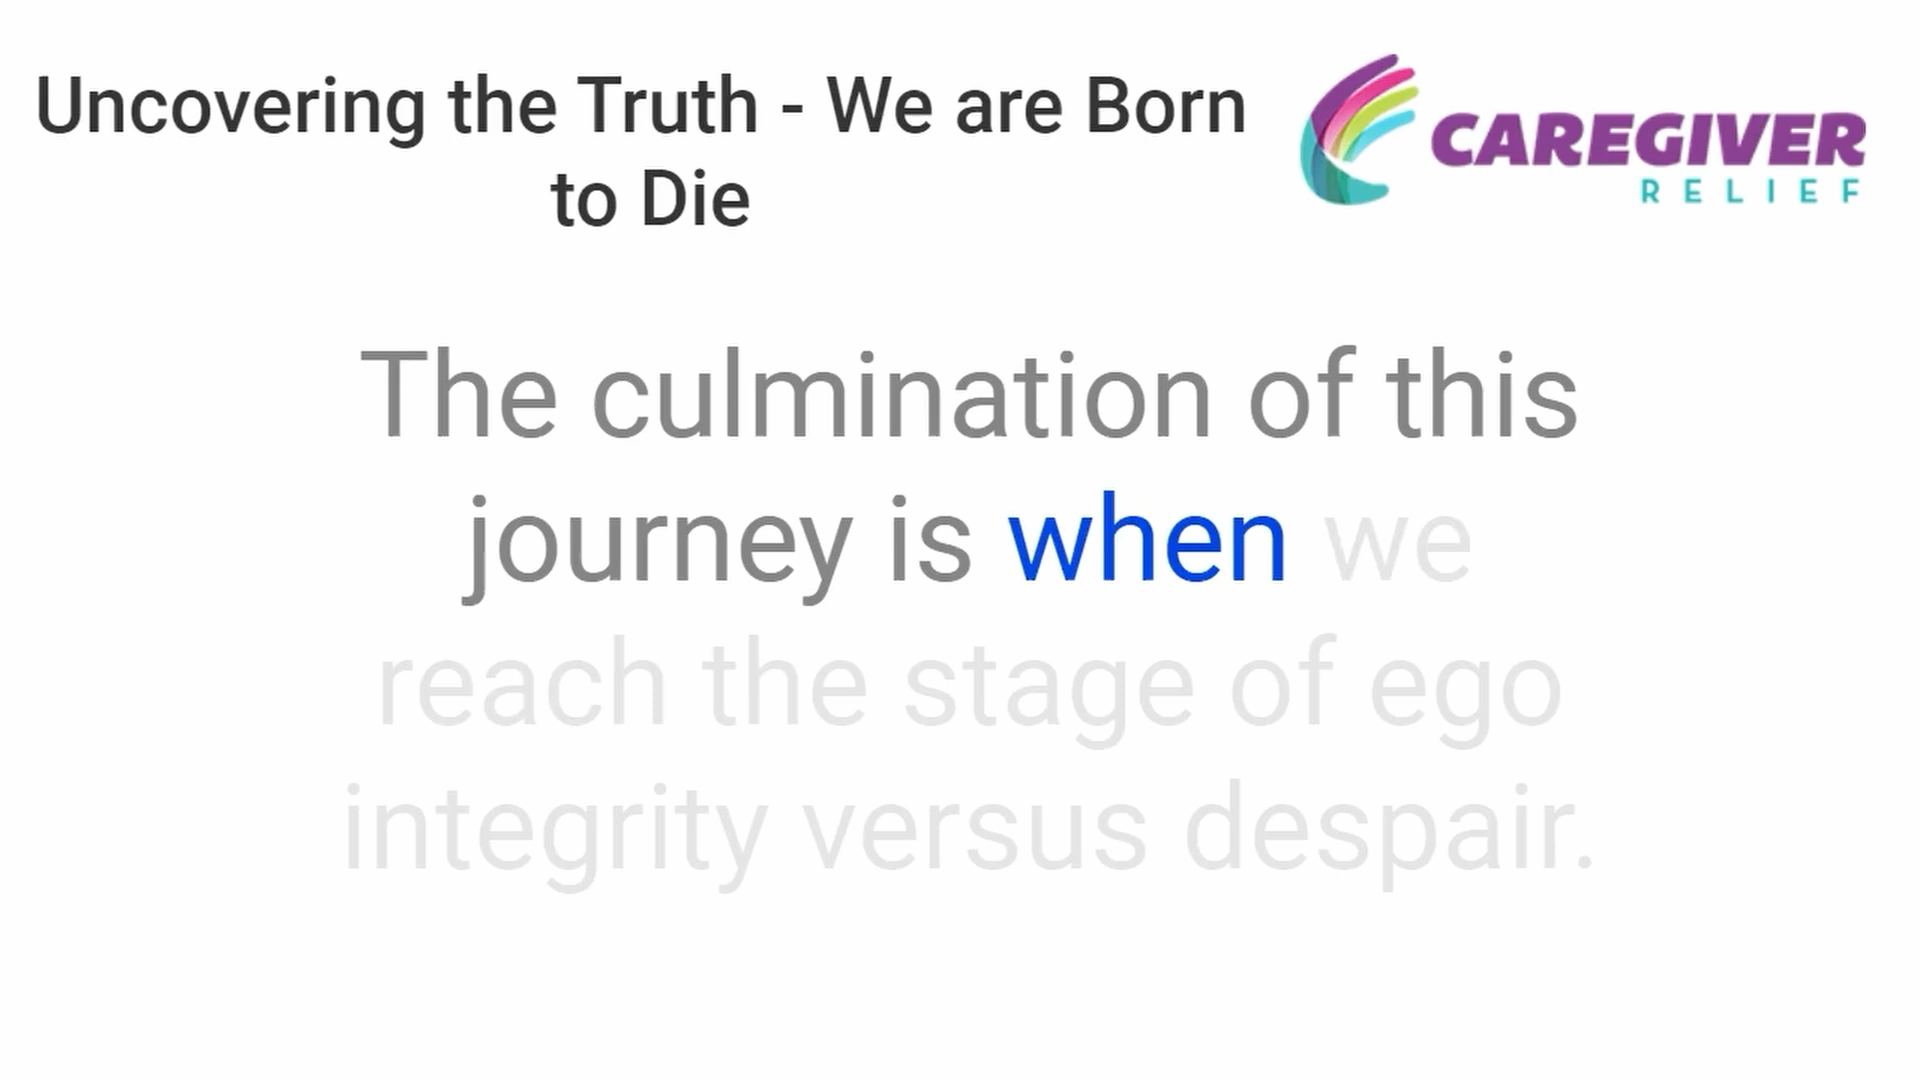 Uncovering the Truth - We are Born
to Die
CAREGIVER
RELIEF
The culmination of this
journey is when we
reach the stage of ego
integrity versus despair.